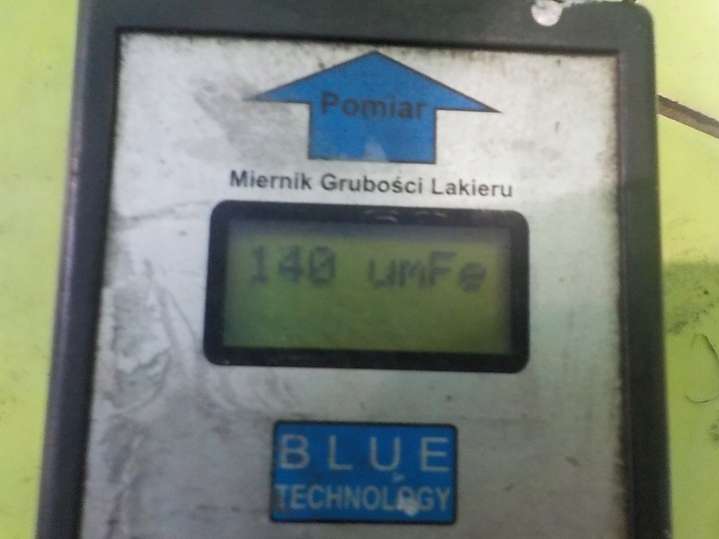 Pomiar
Miernik Grubości Lakieru
140 umFe
BLUE
TECHNOLOGY